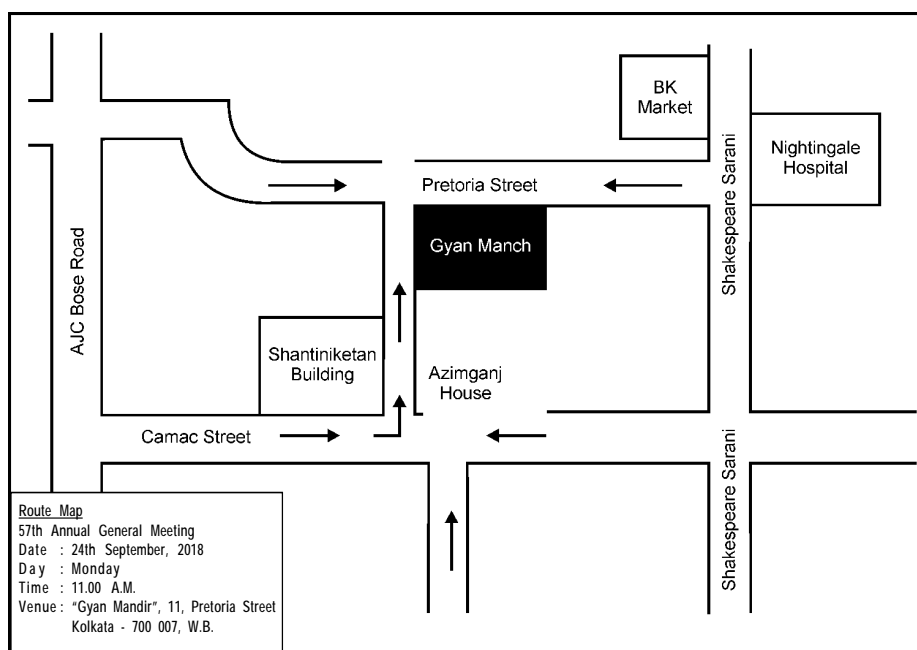 BK
Market
Nightingale
Hospital
Shakespeare Sarani
Pretoria Street
Gyan Manch
AJC Bose Road
Shantiniketan
Building
Azimganj
House
Camac Street
Shakespeare Sarani
Route Map
57th Annual General Meeting
Date : 24th September, 2018
Day : Monday
Time : 11.00 A.M.
Venue : “Gyan Mandir”, 11, Pretoria Street
Kolkata - 700 007, W.B.